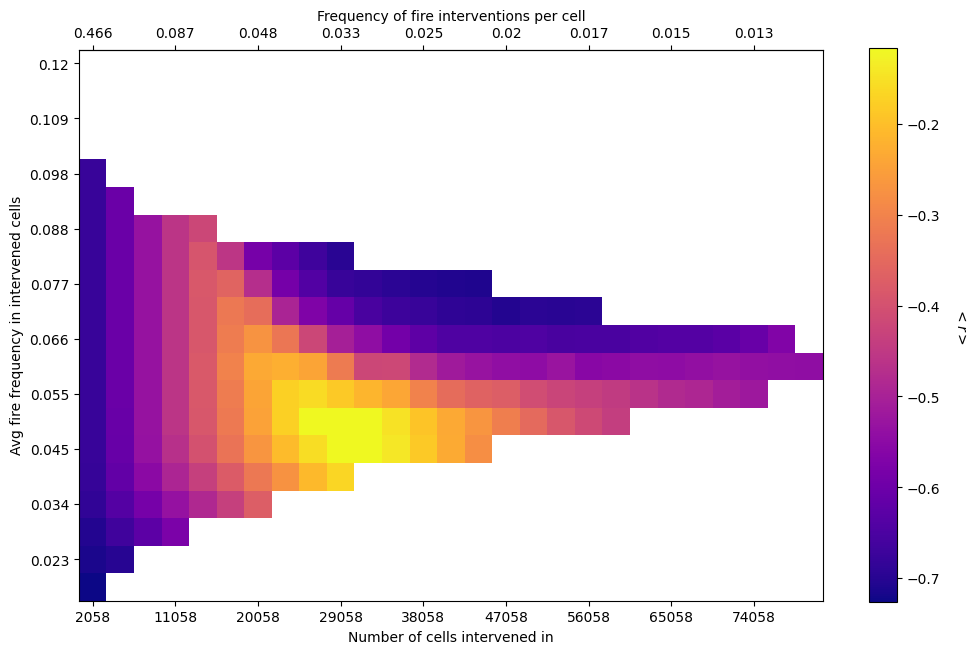 Frequency of fire interventions per cell
0.466 0.087 0.048 0.033 0.025 0.02 0.017 0.015 0.013
0.12
0.109
0.098
0.088
0.077
0.066
0.055
0.045
0.034
0.023
Avg fire frequency in intervened cells
2058 11058 20058 29058 38058 47058 56058 65058 74058
Number of cells intervened in
−0.2
−0.3
−0.4
−0.5
−0.6
−0.7
< r >